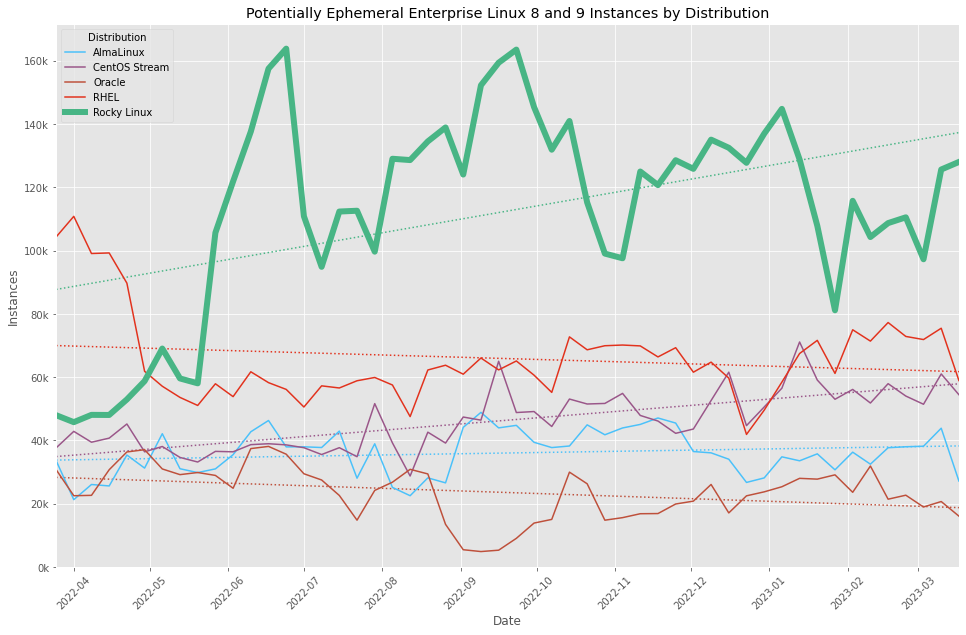 Potentially Ephemeral Enterprise Linux 8 and 9 Instances by Distribution
Distribution
AlmaLinux
CentOS Stream
Oracle
RHEL
Rocky Linux
160k
140k
120k
100k
80k
60k
40k
20k
0k
Instances
2022-04
2022-05
2022-06
2022-07
2022-08
2022-09
2022-10
2022-11
2022-12
2023-01
2023-02
2023-03
Date